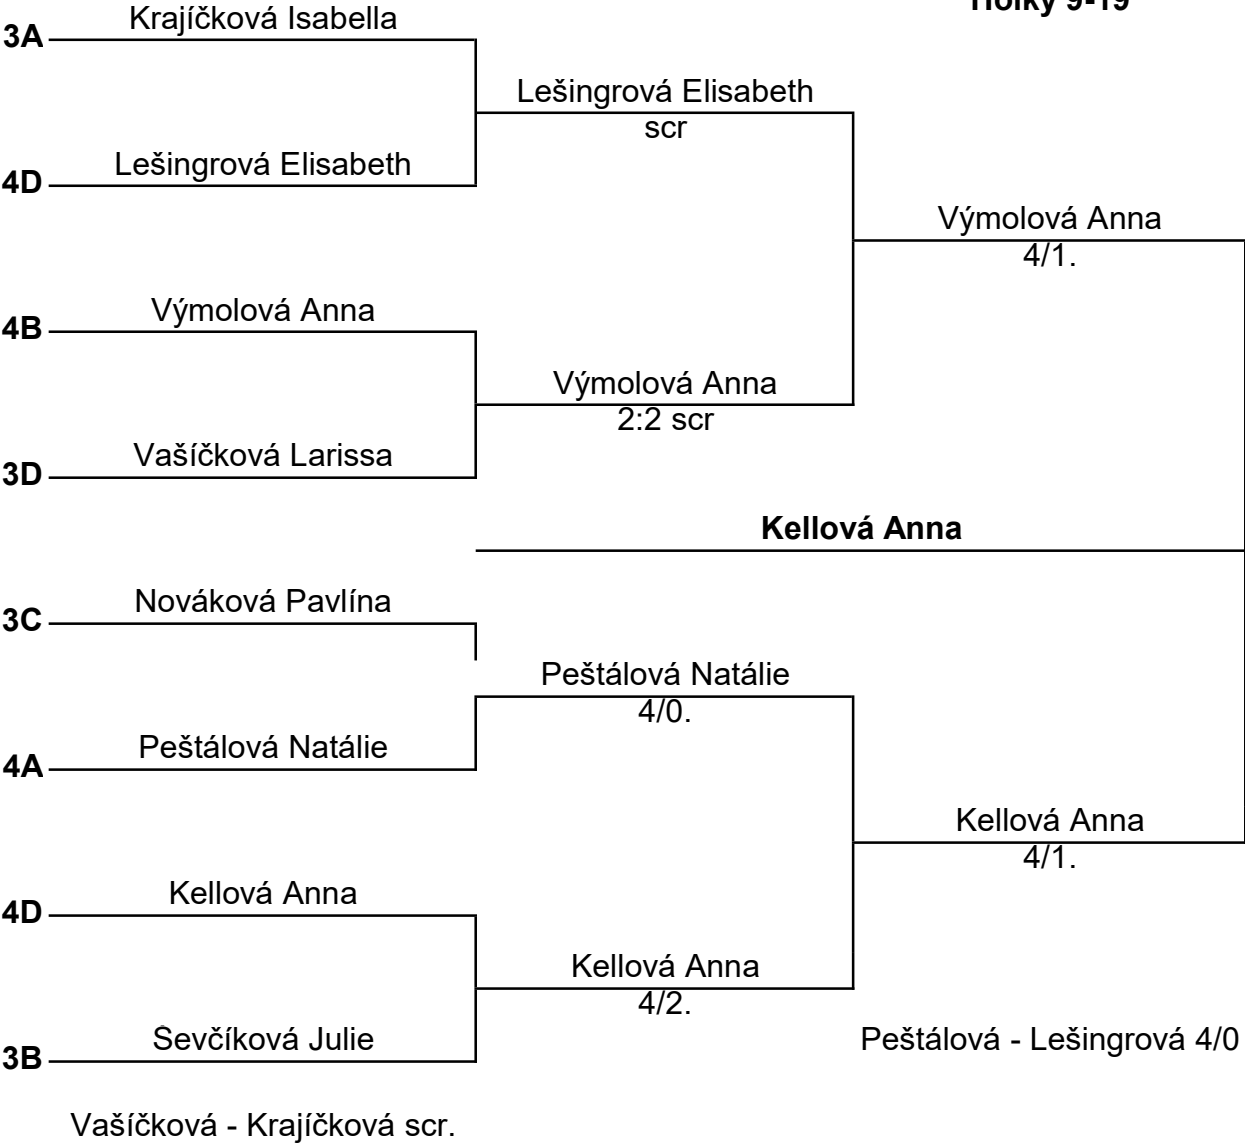 Holky 9-19
Krajíčková Isabella
3A
Lešingrová Elisabeth
scr
Lešingrová Elisabeth
4D
Výmolová Anna
4/1.
Výmolová Anna
4B
Výmolová Anna
2:2 scr
Vašíčková Larissa
3D
Kellová Anna
Nováková Pavlína
3C
Peštálová Natálie
4/0.
Peštálová Natálie
4A
Kellová Anna
4/1.
Kellová Anna
4D
Kellová Anna
4/2.
Ševčíková Julie
3B
Peštálová - Lešingrová 4/0
Vašíčková - Krajíčková scr.